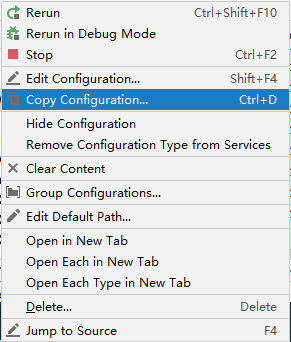 Rerun Ctrl+Shift+F10
Rerun in Debug Mode
Stop Ctrl+F2
Edit Configuration... Shift+F4
Copy Configuration... Ctrl+D
Hide Configuration
Remove Configuration Type from Services
Clear Content
Group Configurations...
Edit Default Path...
Open in New Tab
Open Each in New Tab
Open Each Type in New Tab
Delete... Delete
Jump to Source F4